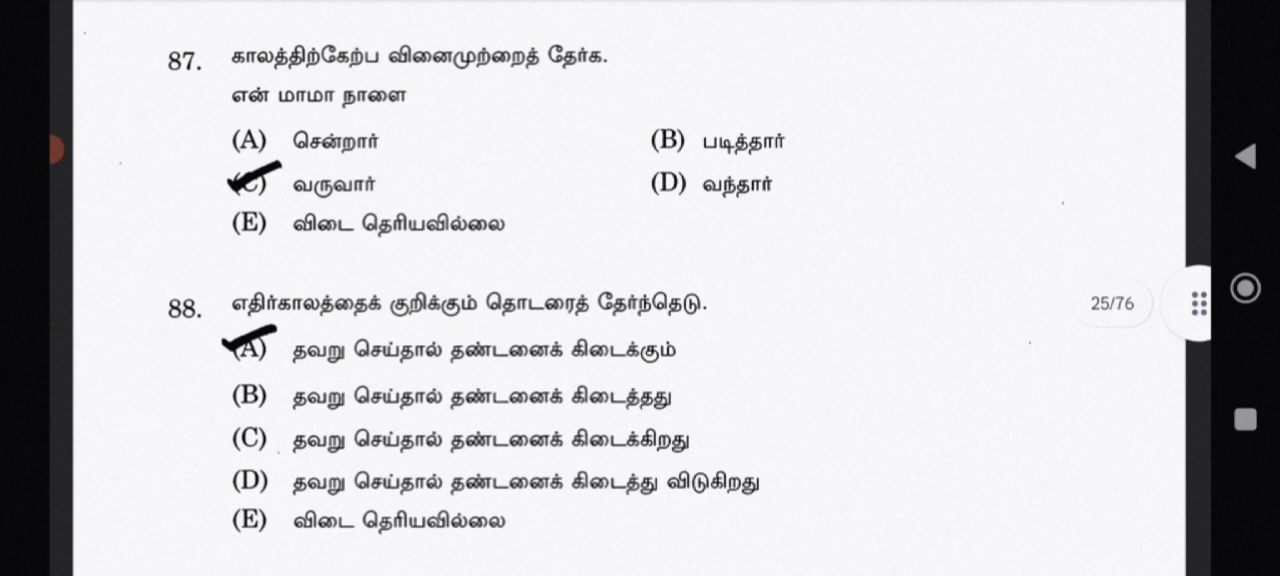 87. காலத்திற்கேற்ப வினைமுற்றைத் தேர்க.
என் மாமா நாளை
(A) சென்றார் (B) படித்தார்
(C) வருவார் (D) வந்தார்
(E) விடை தெரியவில்லை
88. எதிர்காலத்தைக் குறிக்கும் தொடரைத் தேர்ந்தெடு.
25/76
(A) தவறு செய்தால் தண்டனைக் கிடைக்கும்
(B) தவறு செய்தால் தண்டனைக் கிடைத்தது
(C) தவறு செய்தால் தண்டனைக் கிடைக்கிறது
(D) தவறு செய்தால் தண்டனைக் கிடைத்து விடுகிறது
(E) விடை தெரியவில்லை